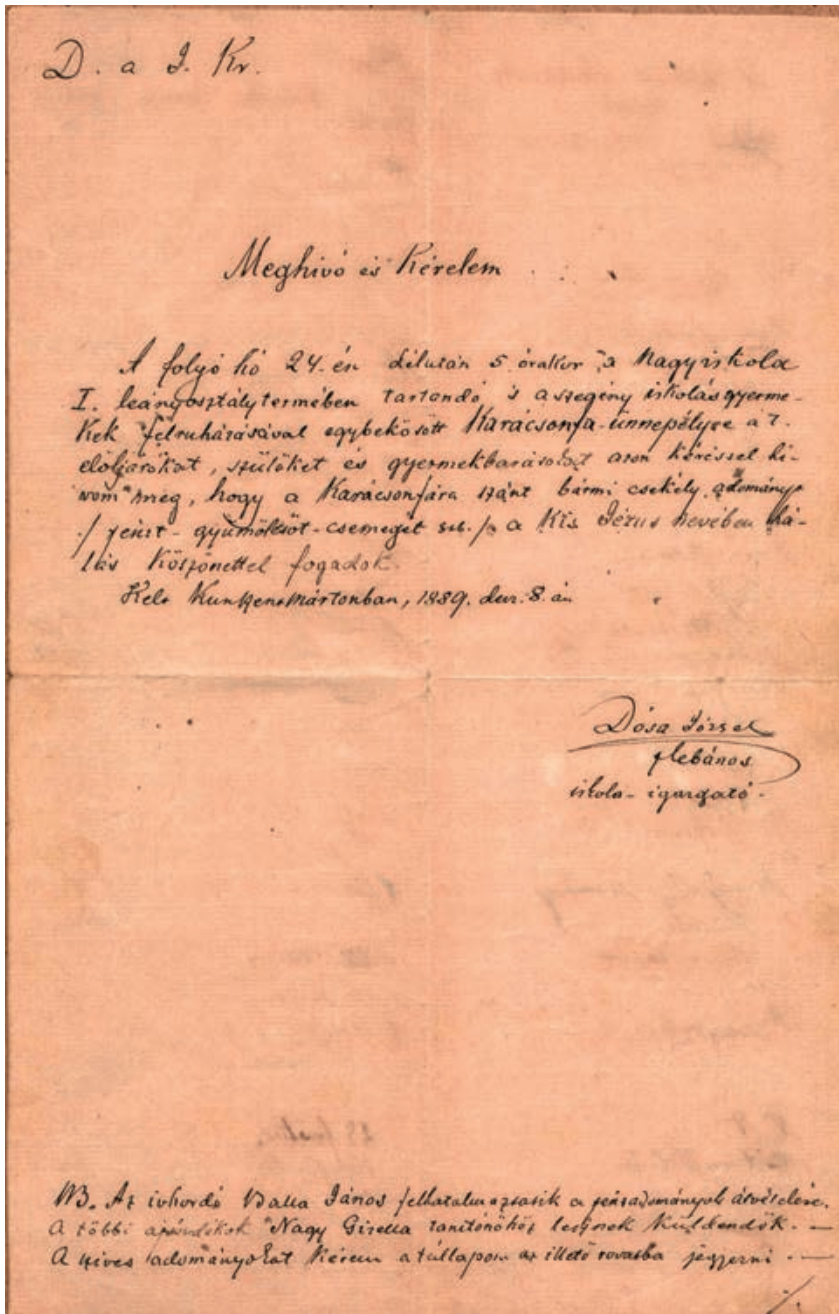 D. a J. Kr.
Meghivó és Kérelem
A folyó hó 24-én délután 5 órakor, a Nagyiskola
I. leányosztálytermében tartandó, s a szegény iskolásgyerme-
kek felruházásával egybekötött Karácsonfa-ünnepélyre a t.
elöljárókat, szülőket és gyermekbarátokat azon kéréssel hi-
vom meg, hogy a Karácsonfára szánt bármi csekély adományt
/: pénzt - gyümölcsöt - csemegét stb. :/ a Kis Jézus nevében há-
lás köszönettel fogadok.
Kelt Kunszentmártonban, 1889. dec. 8-án
Dósa József
plebános
iskola-igazgató.
NB. Az ivhordó Balla János felhatalmaztatik a pénzadományok átvételére.
A többi ajándékok Nagy Gizella tanítónőhöz lesznek küldendők. —
A szives adományokat kérem a túllapon az illető rovatba jegyezni. —